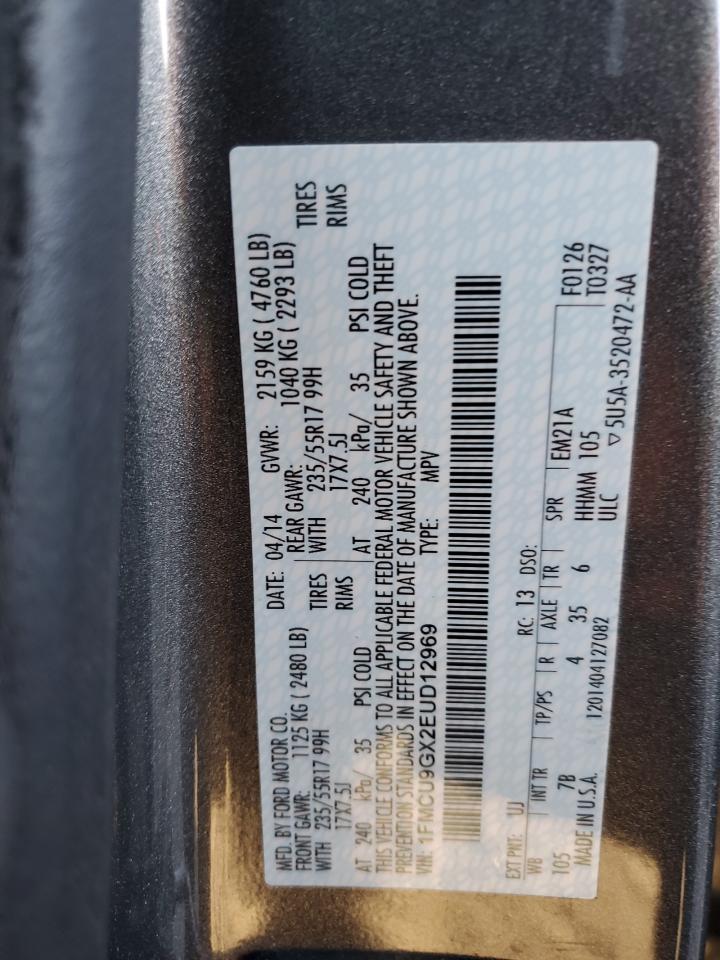 MFD. BY FORD MOTOR CO. DATE: 04/14 GVWR: 2159 KG ( 4760 LB)
FRONT GAWR: 1125 KG ( 2480 LB) REAR GAWR: 1040 KG ( 2293 LB)
WITH 235/55R17 99H TIRES WITH 235/55R17 99H TIRES
17X7.5J RIMS 17X7.5J RIMS
AT 240 kPa/ 35 PSI COLD AT 240 kPa/ 35 PSI COLD
THIS VEHICLE CONFORMS TO ALL APPLICABLE FEDERAL MOTOR VEHICLE SAFETY AND THEFT
PREVENTION STANDARDS IN EFFECT ON THE DATE OF MANUFACTURE SHOWN ABOVE.
VIN: 1FMCU9GX2EUD12969 TYPE: MPV
EXT PNT: UJ RC: 13 DSO: F0126
WB INT TR TP/PS R AXLE TR SPR EM21A T0327
105 7B 4 35 6 HHMM 105
MADE IN U.S.A. 1201404127082 ULC ▽5U5A-3520472-AA